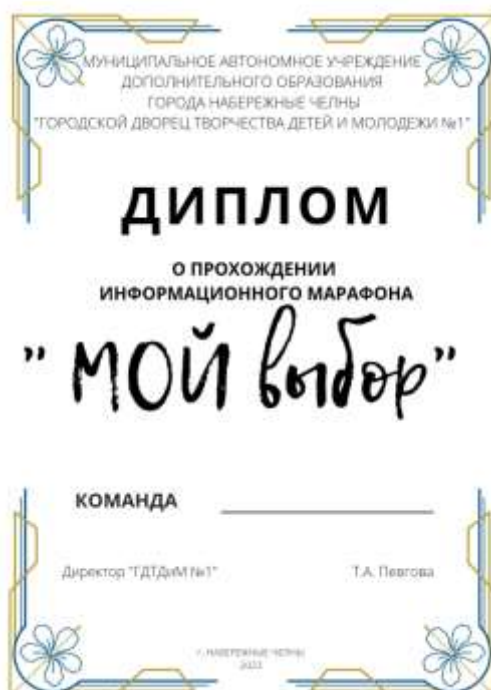 МУНИЦИПАЛЬНОЕ АВТОНОМНОЕ УЧРЕЖДЕНИЕ
ДОПОЛНИТЕЛЬНОГО ОБРАЗОВАНИЯ
ГОРОДА НАБЕРЕЖНЫЕ ЧЕЛНЫ
"ГОРОДСКОЙ ДВОРЕЦ ТВОРЧЕСТВА ДЕТЕЙ И МОЛОДЕЖИ №1"
ДИПЛОМ
О ПРОХОЖДЕНИИ
ИНФОРМАЦИОННОГО МАРАФОНА
" МОЙ выбор"
КОМАНДА
Директор "ГДТДиМ №1" Т.А. Певгова
г. НАБЕРЕЖНЫЕ ЧЕЛНЫ